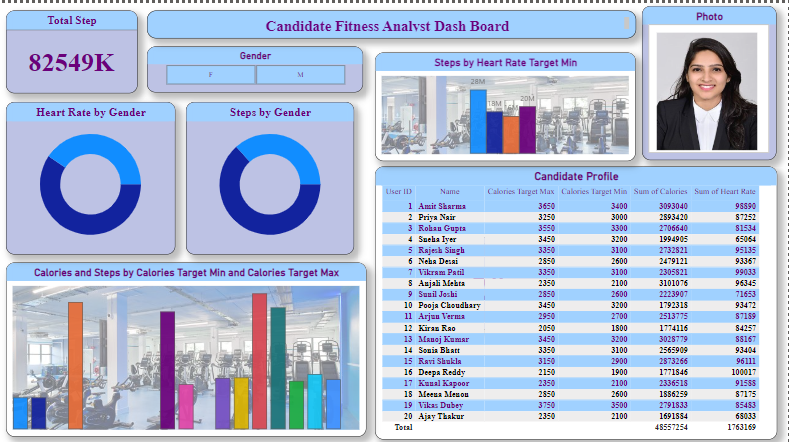 Total Step
82549K
Candidate Fitness Analyst Dash Board
Photo
Gender
F M
Steps by Heart Rate Target Min
28M
18M
20M
Heart Rate by Gender
Steps by Gender
Candidate Profile
User ID Name Calories Target Max Calories Target Min Sum of Calories Sum of Heart Rate
1 Amit Sharma 3650 3400 3093040 98890
2 Priya Nair 3250 3000 2893420 87252
3 Rohan Gupta 3550 3300 2706640 81534
4 Sneha Iyer 3450 3200 1994905 65064
5 Rajesh Singh 3350 3100 2732821 95135
6 Neha Desai 2850 2600 2479121 93367
7 Vikram Patil 3350 3100 2305821 99033
8 Anjali Mehta 2350 2100 3101076 96345
9 Sunil Joshi 2850 2600 2223907 71653
10 Pooja Choudhary 3450 3200 1792318 93472
11 Arjun Verma 2950 2700 2513775 87189
12 Kiran Rao 2050 1800 1774116 84257
13 Manoj Kumar 3450 3200 3028779 88167
14 Sonia Bhatt 3350 3100 2565909 93404
15 Ravi Shukla 3150 2900 2873266 96111
16 Deepa Reddy 2150 1900 1771846 100017
17 Kunal Kapoor 2350 2100 2336518 91588
18 Meena Menon 2850 2600 1886259 87175
19 Vikas Dubey 3750 3500 2791833 85483
20 Ajay Thakur 2350 2100 1691884 68033
Total 48557254 1763169
Calories and Steps by Calories Target Min and Calories Target Max